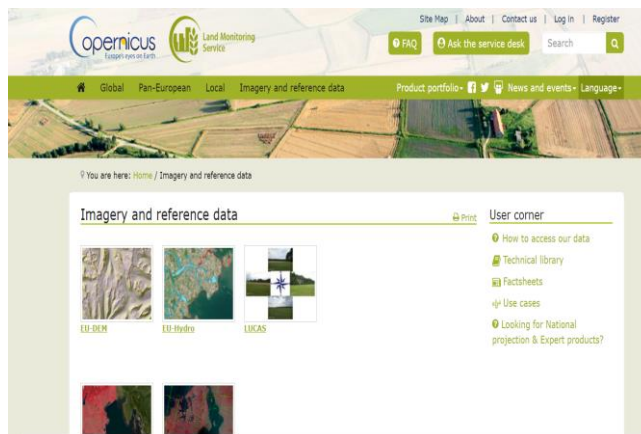 Site Map | About | Contact us | Log in | Register
Copernicus
Europe's eyes on Earth
Land Monitoring
Service
FAQ
Ask the service desk
Search
Global Pan-European Local Imagery and reference data
Product portfolio News and events Language
You are here: Home / Imagery and reference data
Imagery and reference data
Print
EU-DEM EU-Hydro LUCAS
User corner
How to access our data
Technical library
Factsheets
Use cases
Looking for National
projection & Expert products?